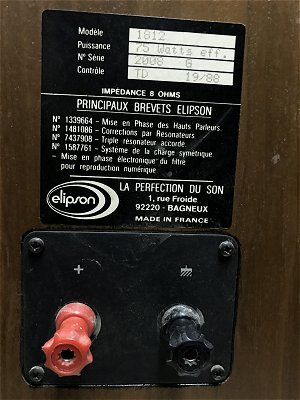 Modèle 1812
Puissance 75 Watts eff.
N° Série 2008 G
Contrôle TD 19/88
IMPÉDANCE 8 OHMS
PRINCIPAUX BREVETS ELIPSON
N° 1339664 - Mise en Phase des Hauts Parleurs
N° 1481086 - Corrections par Résonateurs
N° 7437908 - Triple résonateur accordé
N° 1587761 - Système de la charge symétrique
- Mise en phase électronique du filtre
pour reproduction numérique
elipson
LA PERFECTION DU SON
1, rue Froide
92220 - BAGNEUX
MADE IN FRANCE
+